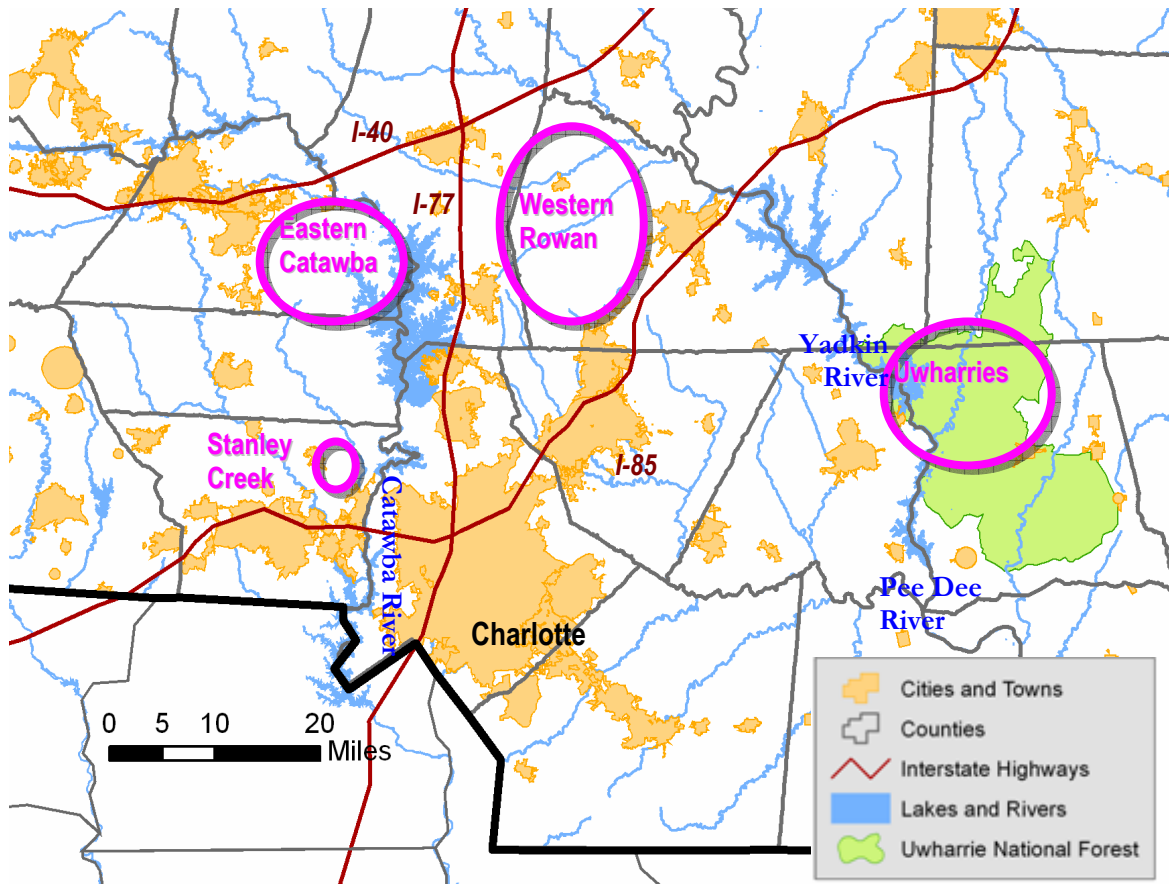 I-40
I-77
Western
Rowan
Eastern
Catawba
Yadkin
River
Uwharries
Stanley
Creek
I-85
Catawba River
Pee Dee
River
Charlotte
0 5 10 20
Miles
Cities and Towns
Counties
Interstate Highways
Lakes and Rivers
Uwharrie National Forest